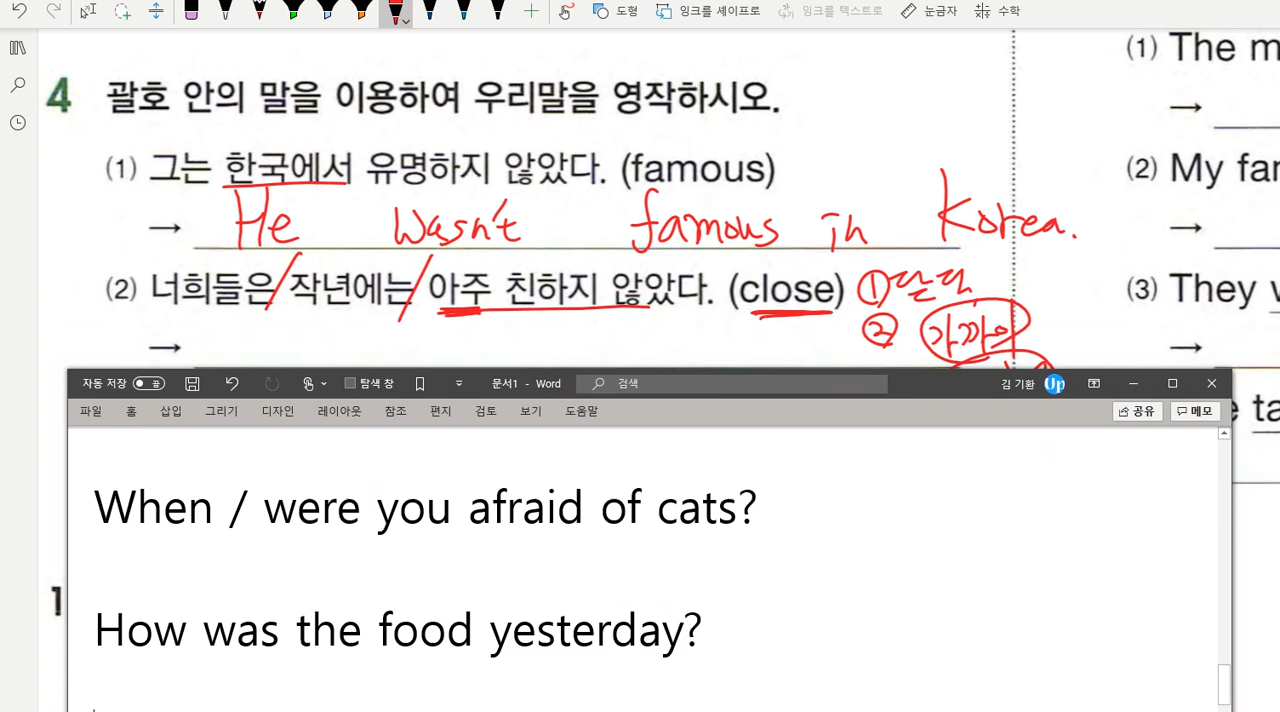 도형 잉크를 셰이프로 잉크를 텍스트로 눈금자 수학
4 괄호 안의 말을 이용하여 우리말을 영작하시오.
(1) 그는 한국에서 유명하지 않았다. (famous)
→ He wasn't famous in Korea.
(2) 너희들은/작년에는/아주 친하지 않았다. (close) ①닫다
② 가까운
→
(1) The m
→
(2) My fam
→
(3) They
→
ta
자동 저장 끔 탐색 창 문서1 - Word 검색 김 기환
파일 홈 삽입 그리기 디자인 레이아웃 참조 편지 검토 보기 도움말 공유 메모
When / were you afraid of cats?
1
How was the food yesterday?